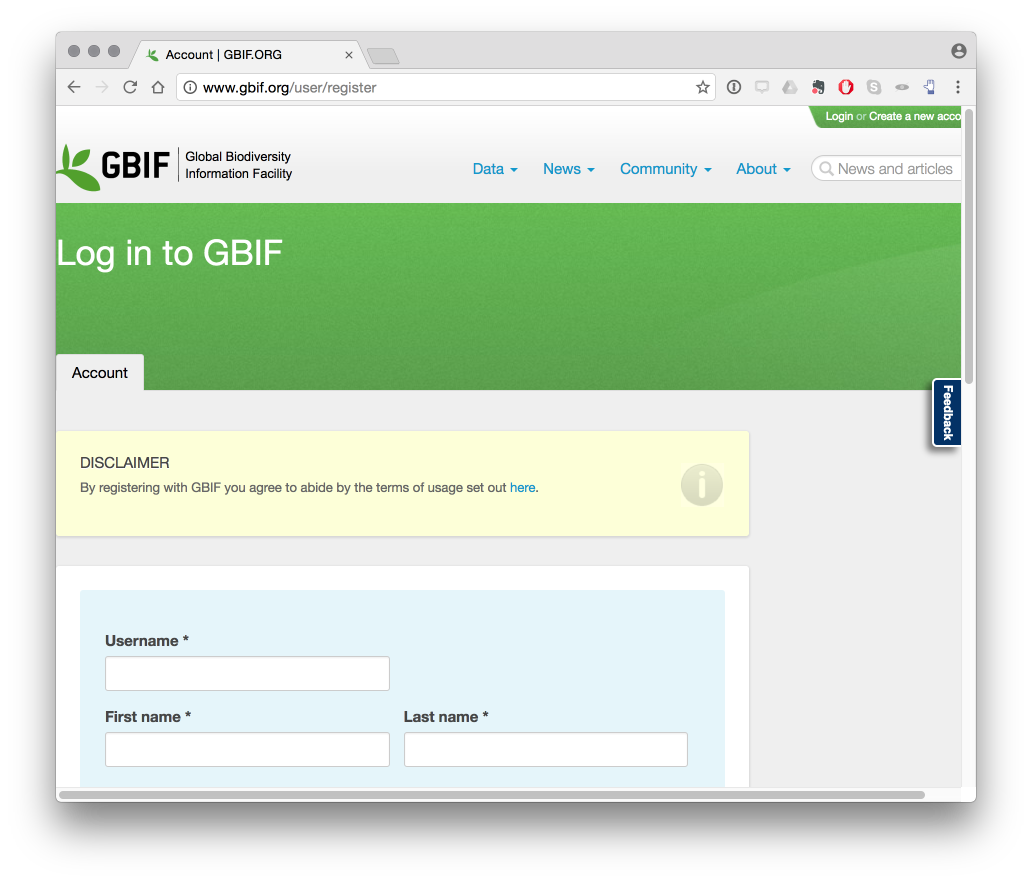 Account | GBIF.ORG
www.gbif.org/user/register
Login or Create a new acco
GBIF
Global Biodiversity
Information Facility
Data
News
Community
About
News and articles
Log in to GBIF
Account
Feedback
DISCLAIMER
By registering with GBIF you agree to abide by the terms of usage set out here.
Username *
First name *
Last name *